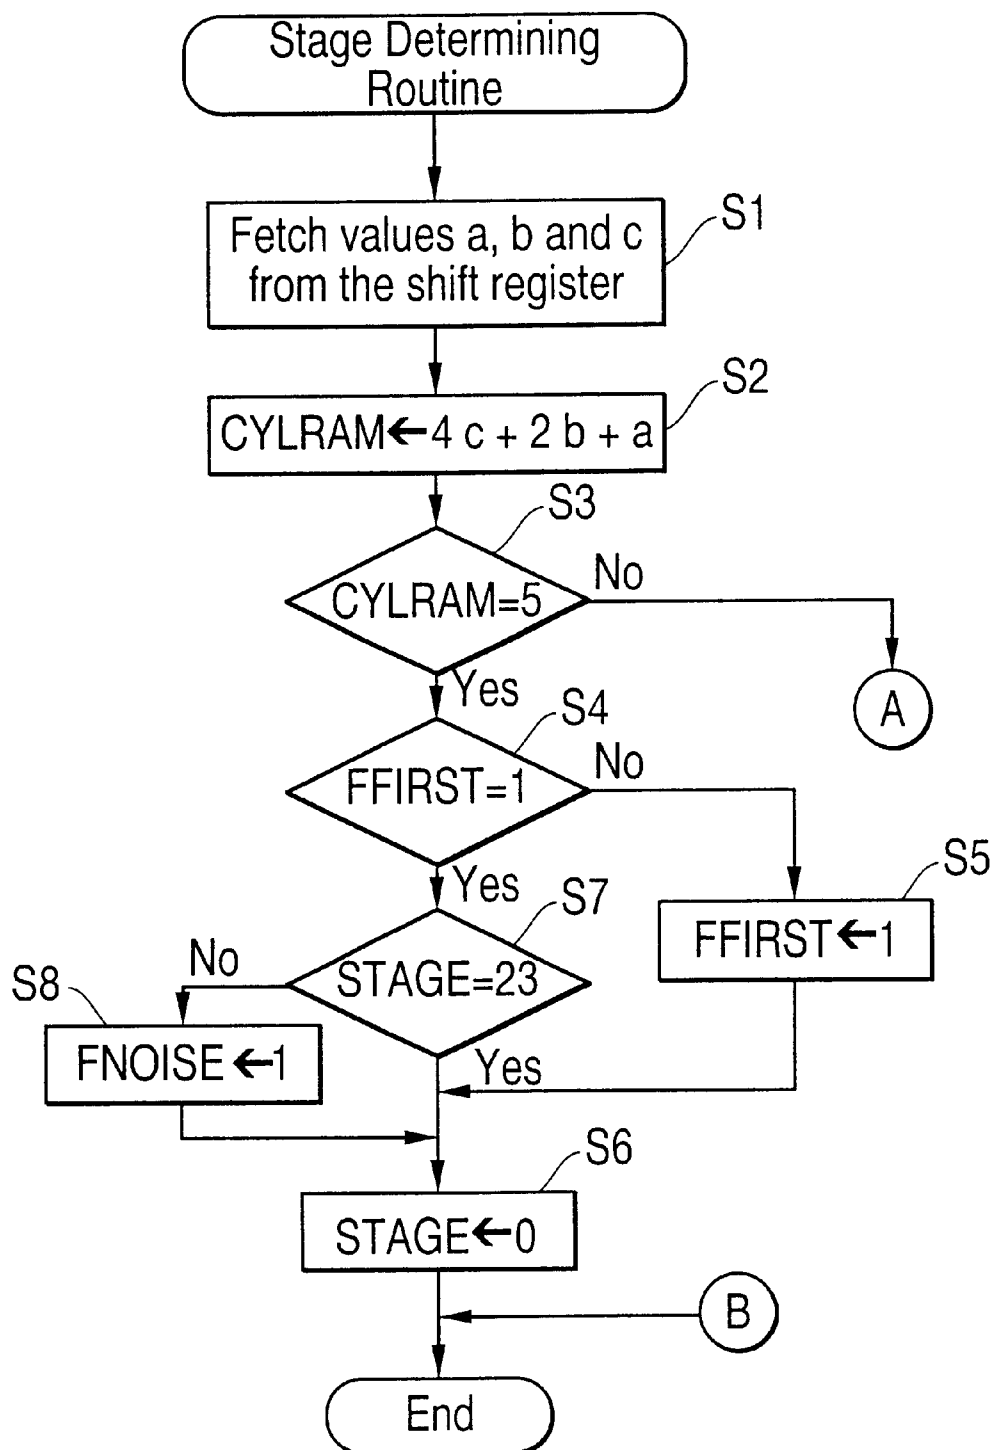 Stage Determining
Routine
S1
Fetch values a, b and c
from the shift register
S2
CYLRAM←4 c + 2 b + a
S3
CYLRAM=5
No
A
Yes
S4
FFIRST=1
No
Yes
S5
FFIRST←1
S7
STAGE=23
No
S8
FNOISE←1
Yes
S6
STAGE←0
B
End